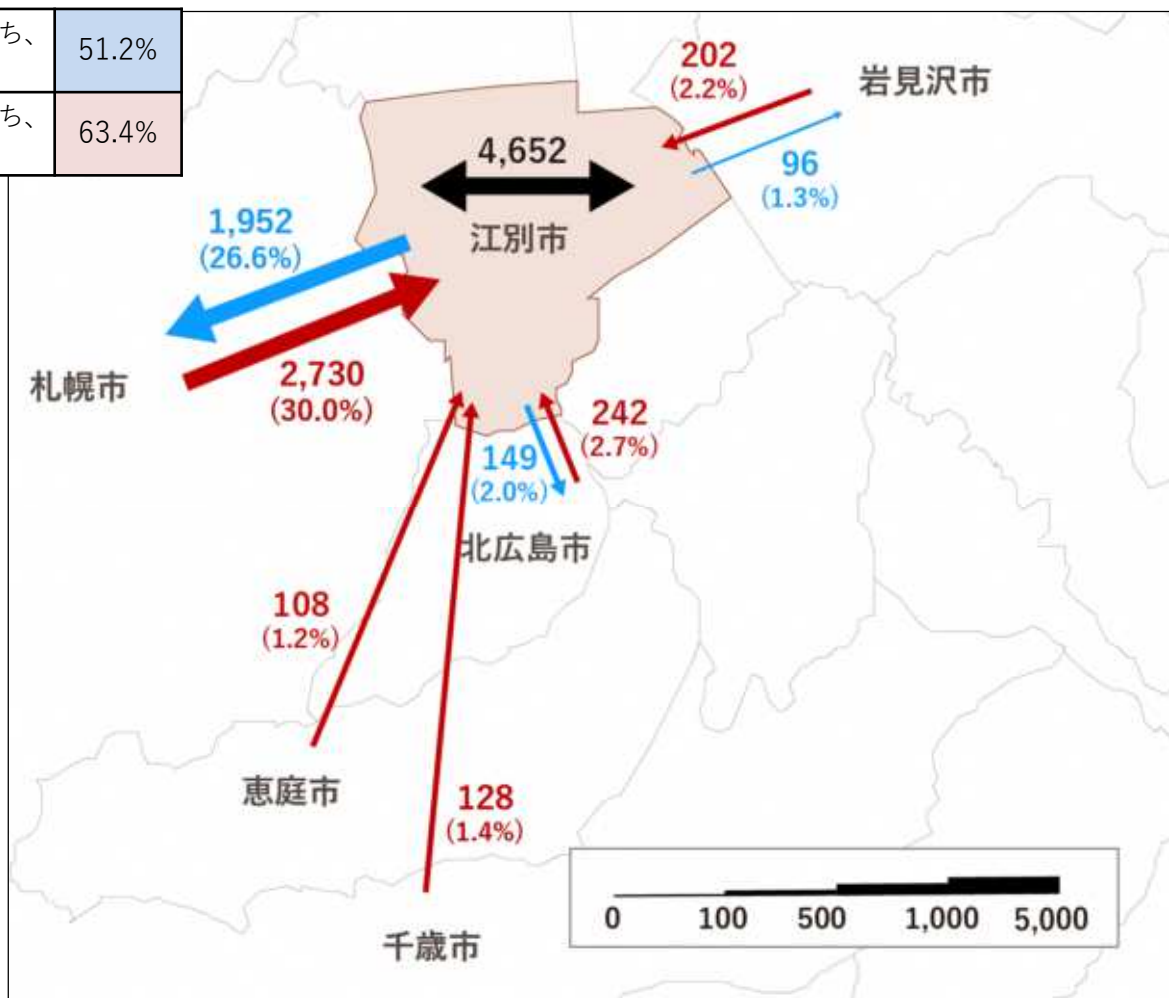 ち、
51.2%
ち、
63.4%
202
(2.2%)
岩見沢市
96
(1.3%)
4,652
江別市
1,952
(26.6%)
2,730
(30.0%)
札幌市
242
(2.7%)
149
(2.0%)
北広島市
108
(1.2%)
恵庭市
128
(1.4%)
千歳市
0 100 500 1,000 5,000